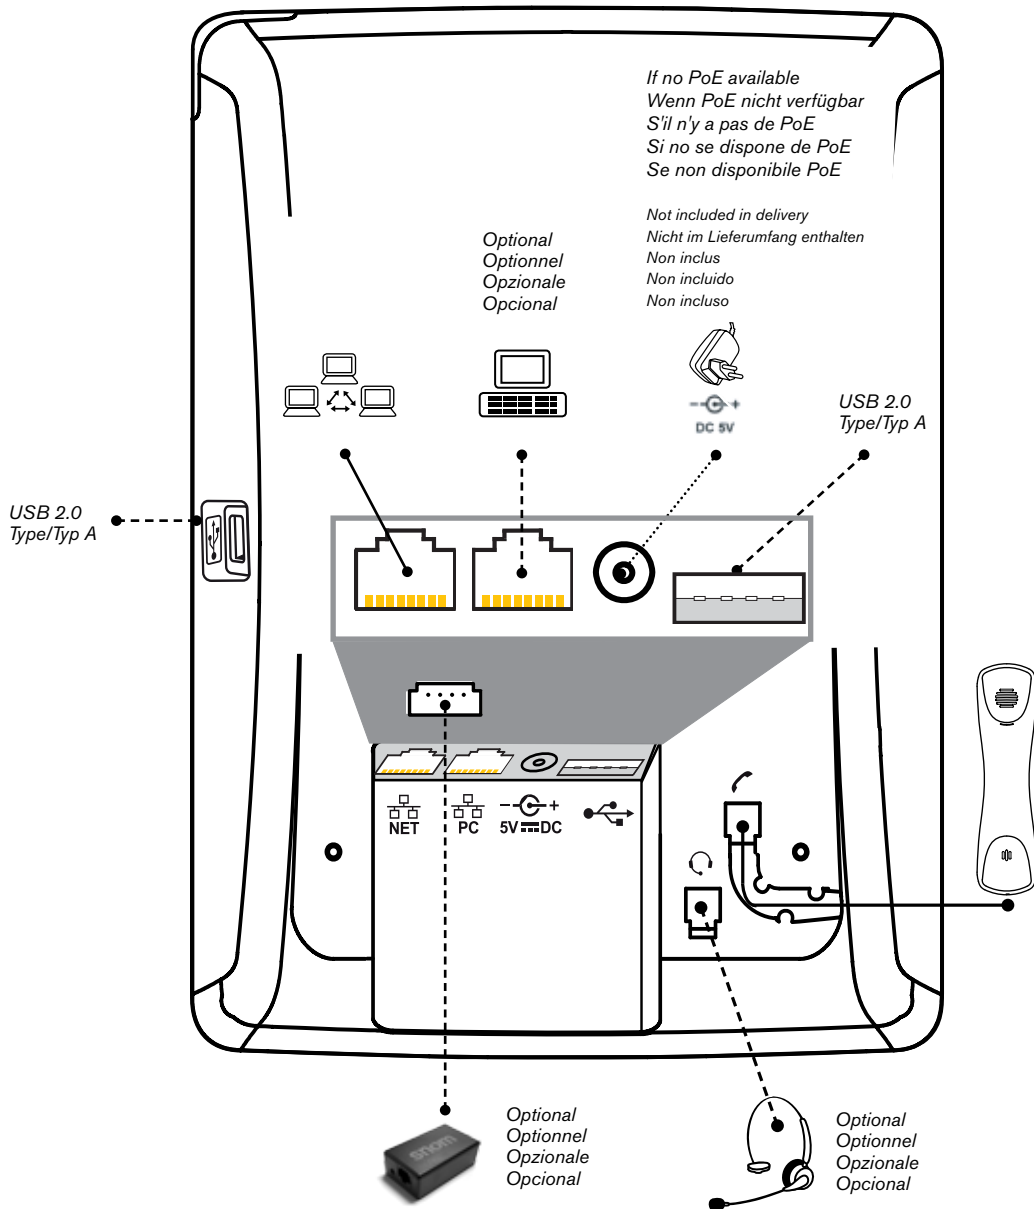 If no PoE available
Wenn PoE nicht verfügbar
S'il n'y a pas de PoE
Si no se dispone de PoE
Se non disponibile PoE
Not included in delivery
Nicht im Lieferumfang enthalten
Non inclus
Non incluido
Non incluso
Optional
Optionnel
Opzionale
Opcional
DC 5V
USB 2.0
Type/Typ A
USB 2.0
Type/Typ A
NET
PC
5V DC
Optional
Optionnel
Opzionale
Opcional
snom
Optional
Optionnel
Opzionale
Opcional